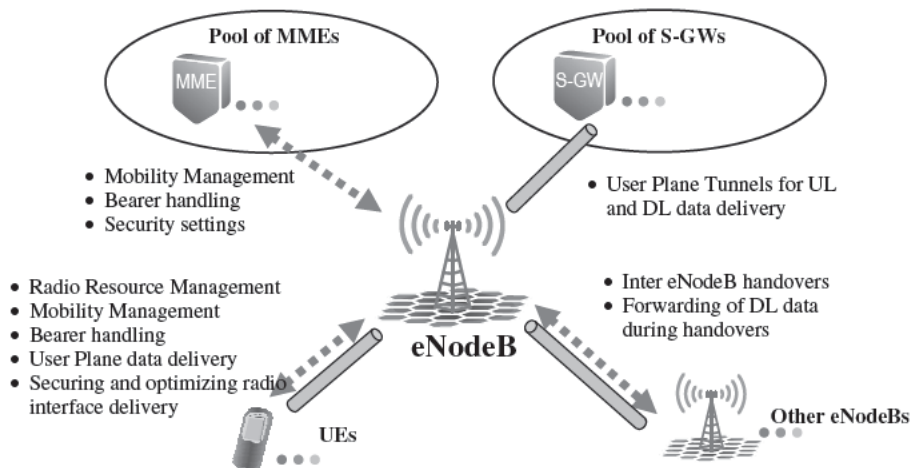 Pool of MMEs
MME
Pool of S-GWs
S-GW
• Mobility Management
• Bearer handling
• Security settings
• User Plane Tunnels for UL
and DL data delivery
• Radio Resource Management
• Mobility Management
• Bearer handling
• User Plane data delivery
• Securing and optimizing radio
interface delivery
• Inter eNodeB handovers
• Forwarding of DL data
during handovers
eNodeB
UEs
Other eNodeBs